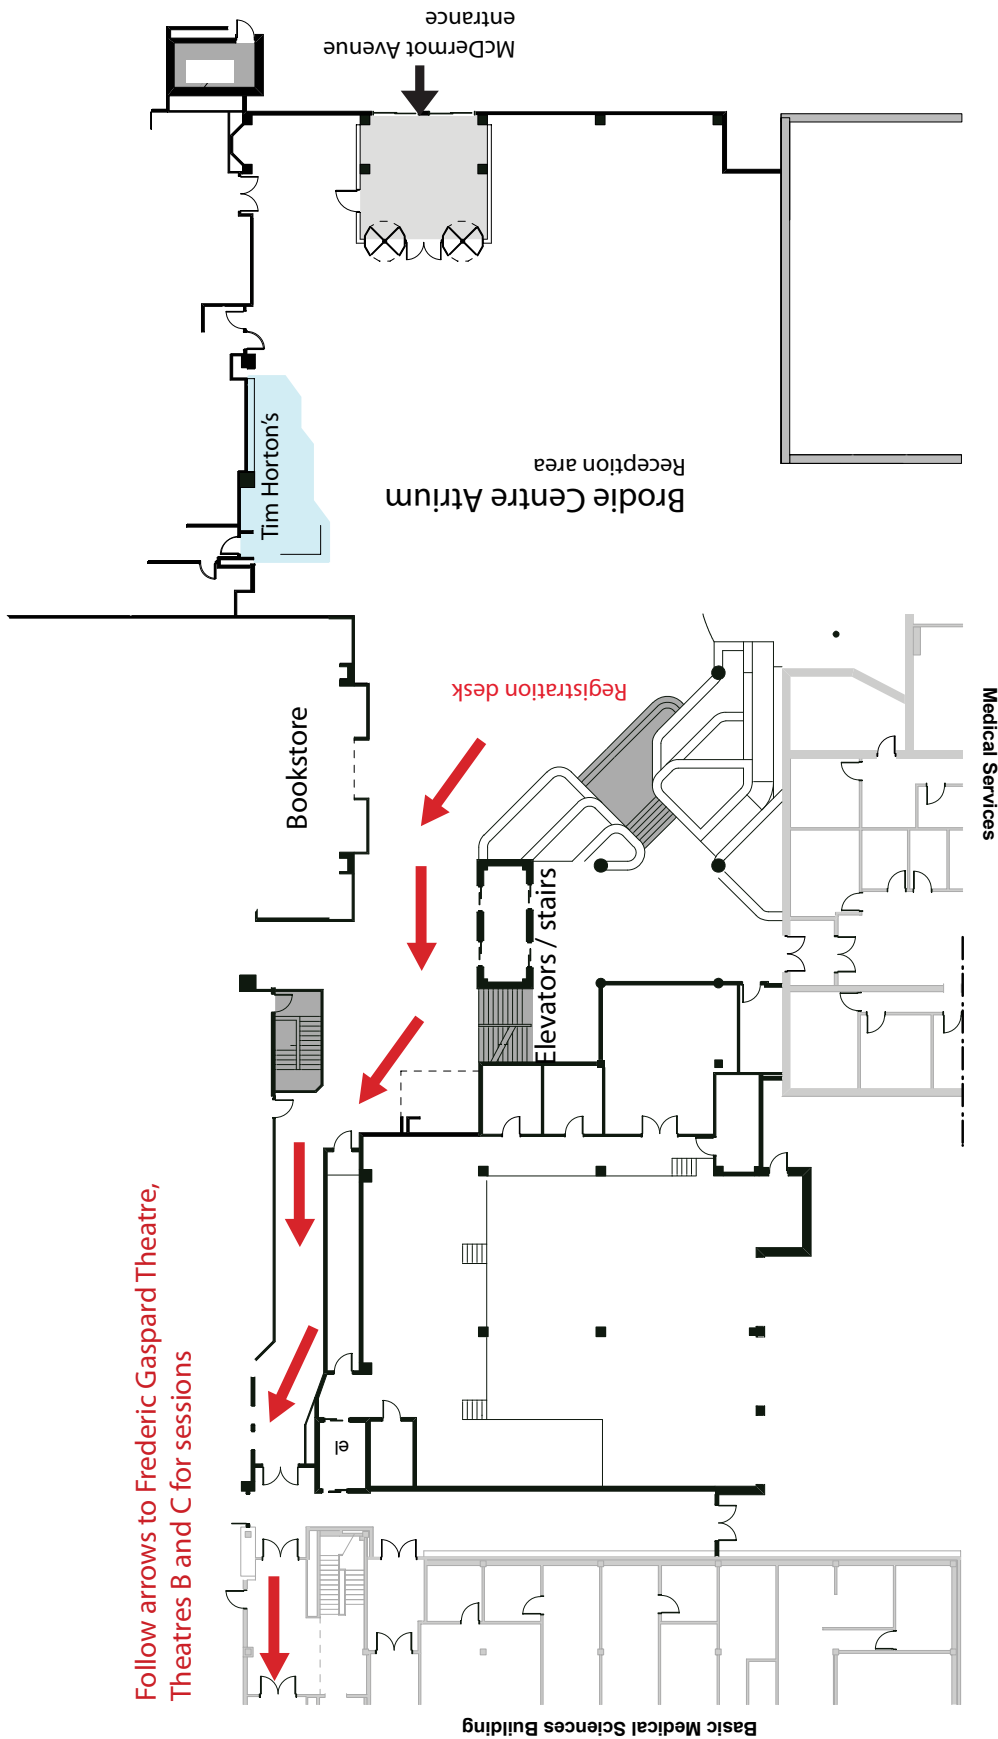 McDermot Avenue
entrance
Tim Horton's
Brodie Centre Atrium
Reception area
Registration desk
Bookstore
Medical Services
Elevators / stairs
Follow arrows to Frederic Gaspard Theatre,
Theatres B and C for sessions
el
Basic Medical Sciences Building